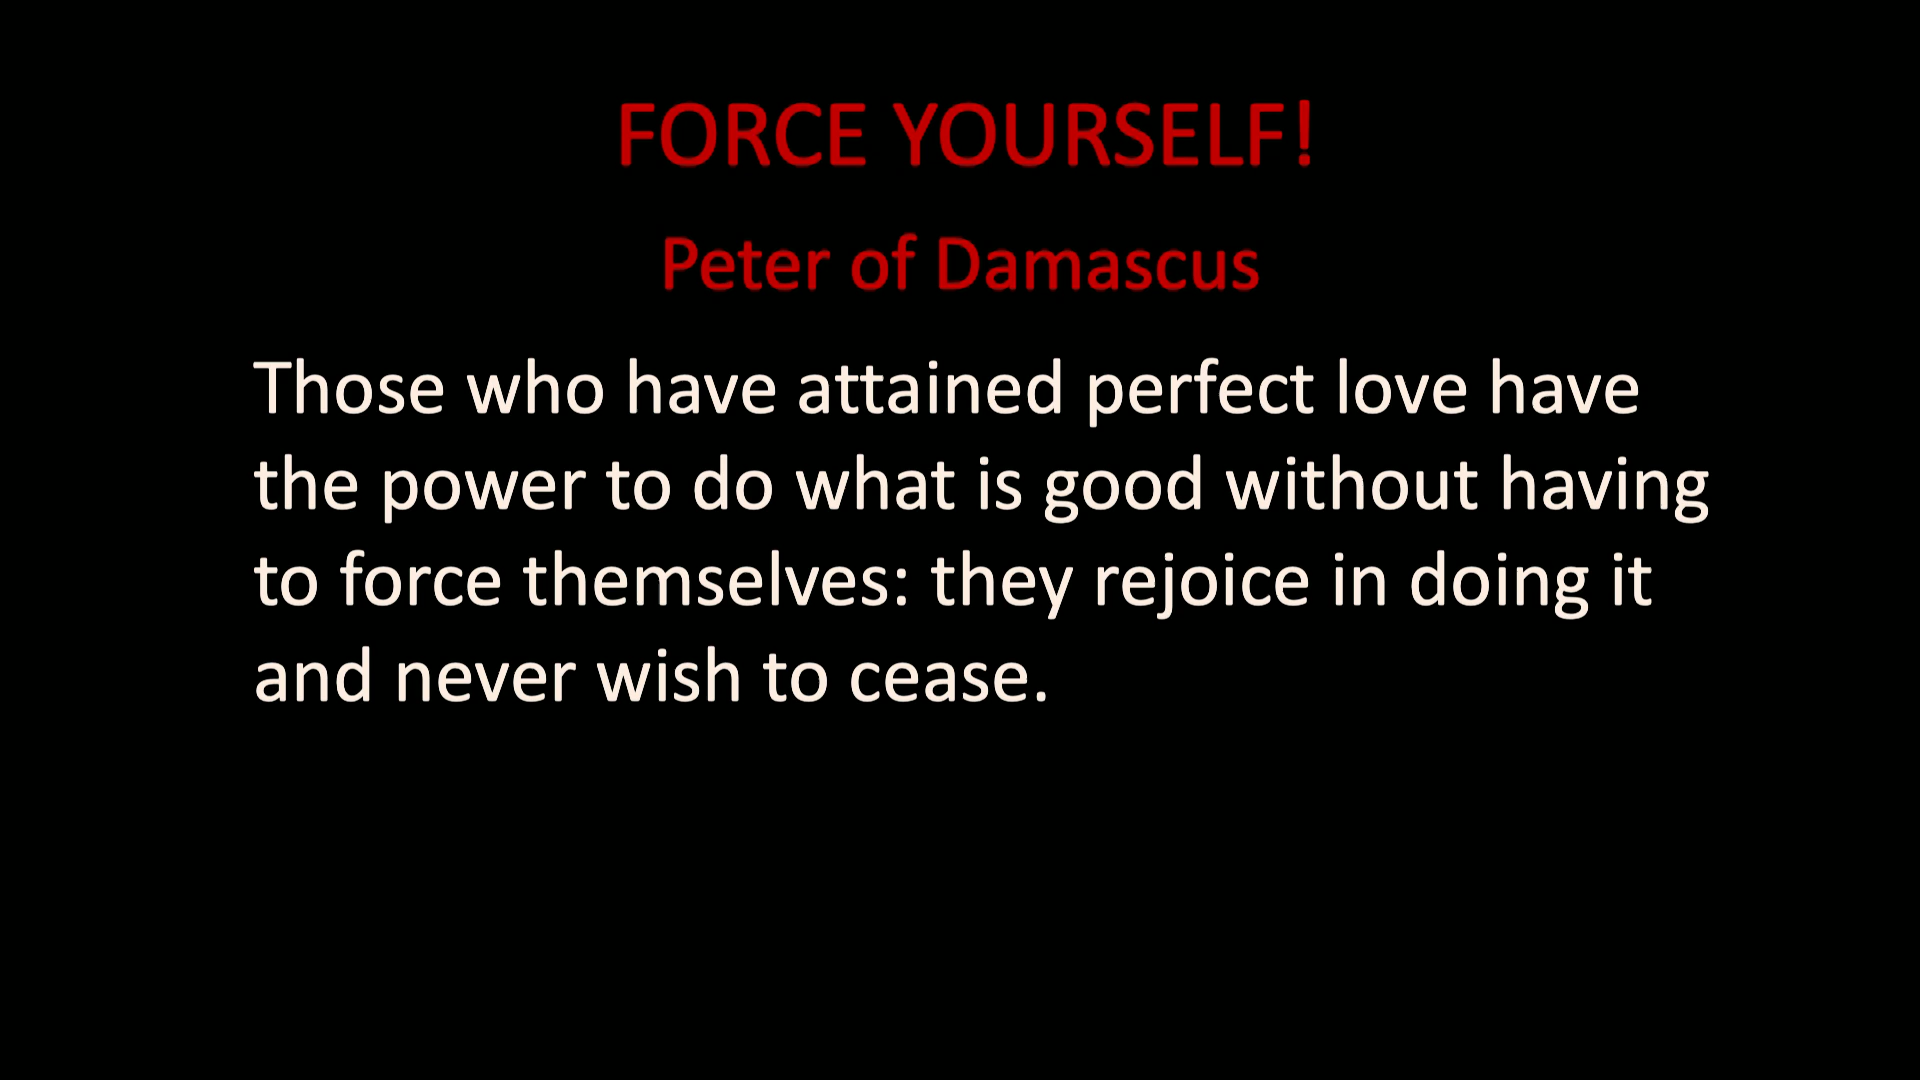 FORCE YOURSELF!
Peter of Damascus
Those who have attained perfect love have
the power to do what is good without having
to force themselves: they rejoice in doing it
and never wish to cease.